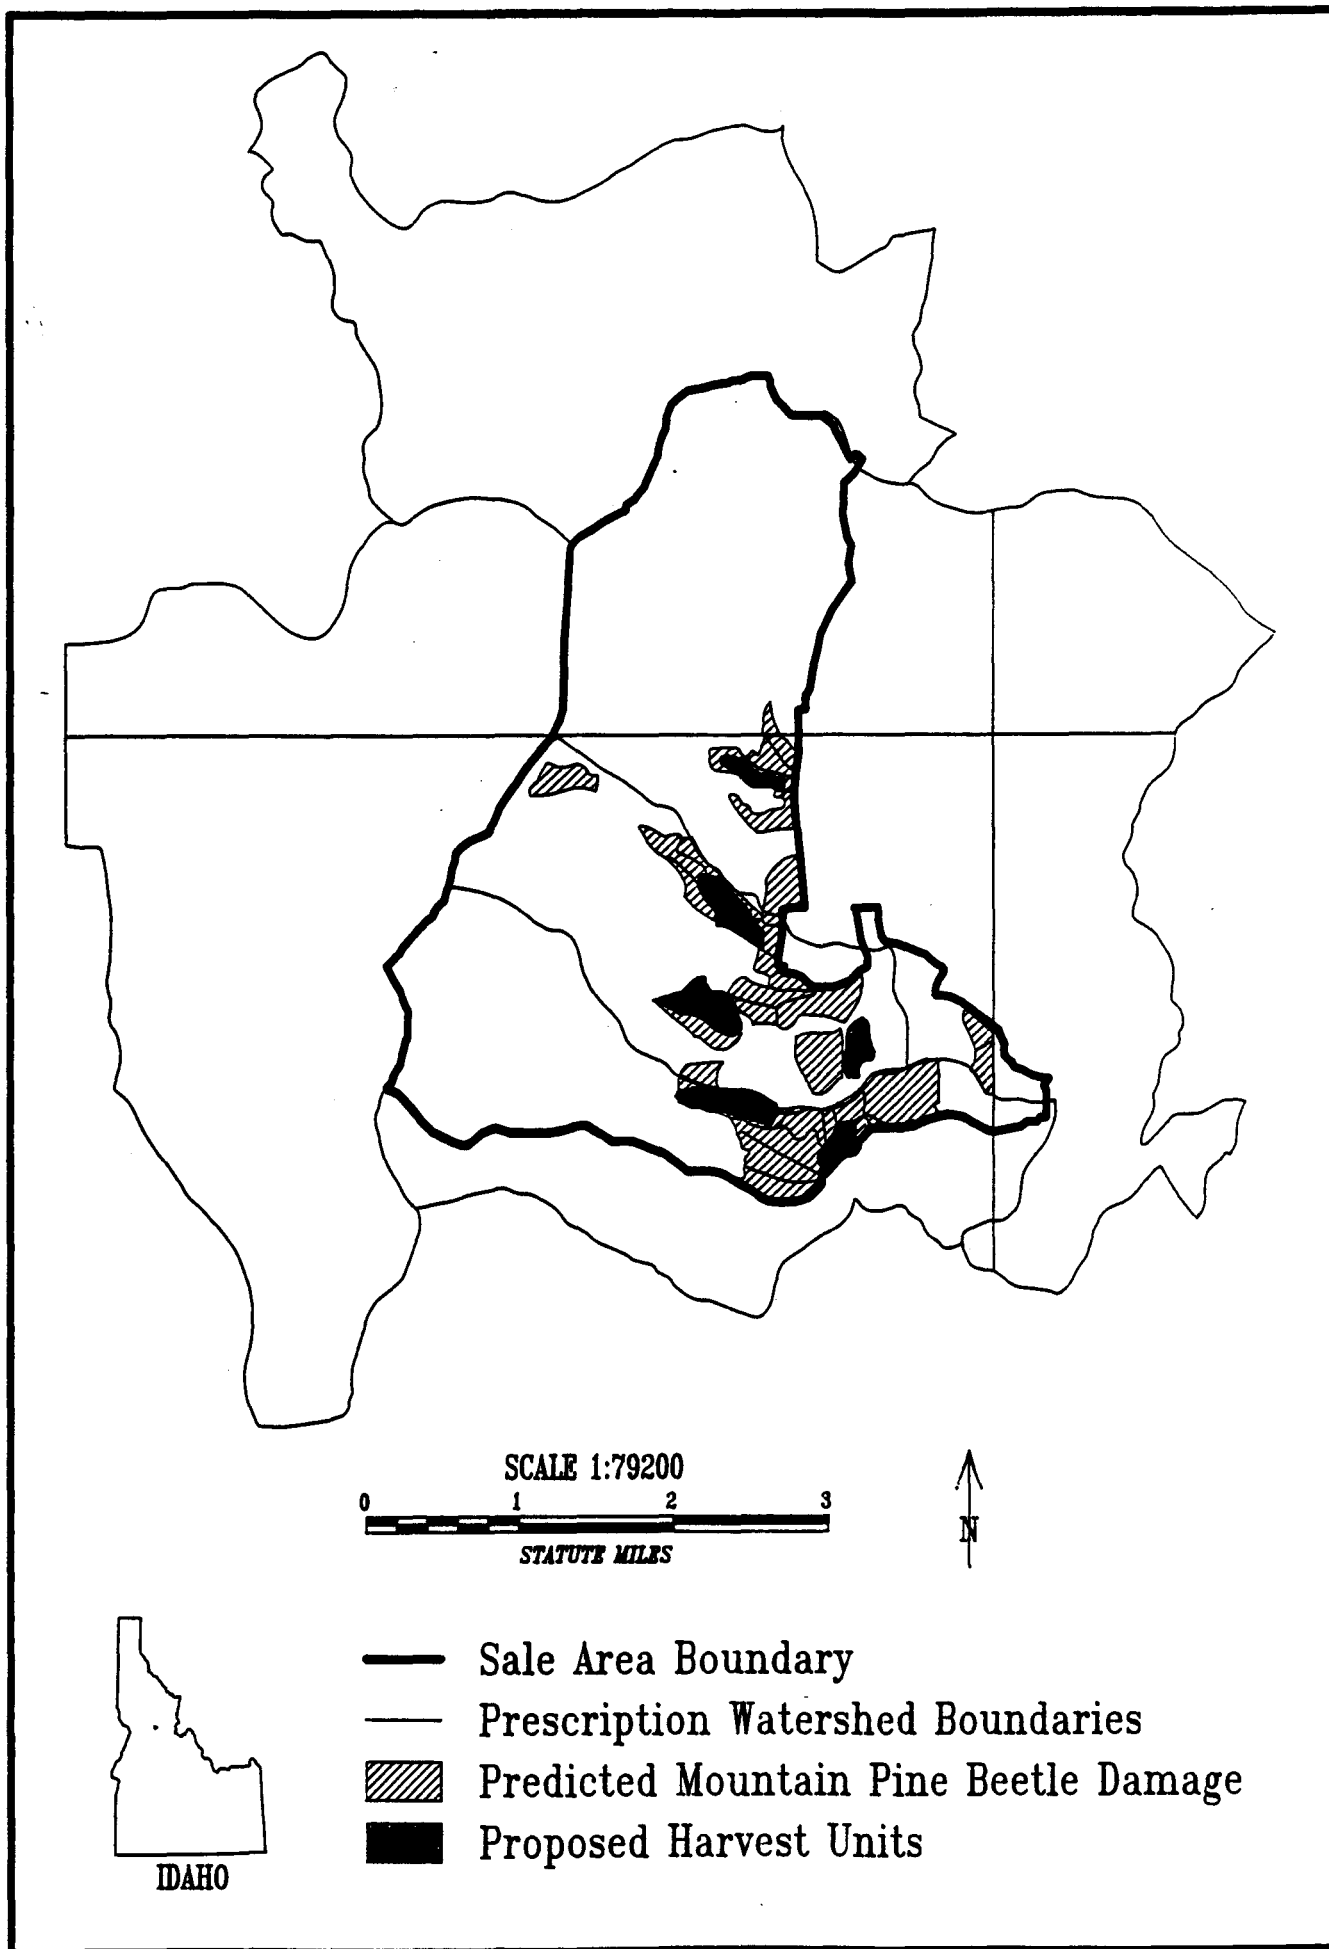 SCALE 1:79200
0 1 2 3
STATUTE MILES
N
Sale Area Boundary
Prescription Watershed Boundaries
Predicted Mountain Pine Beetle Damage
Proposed Harvest Units
IDAHO